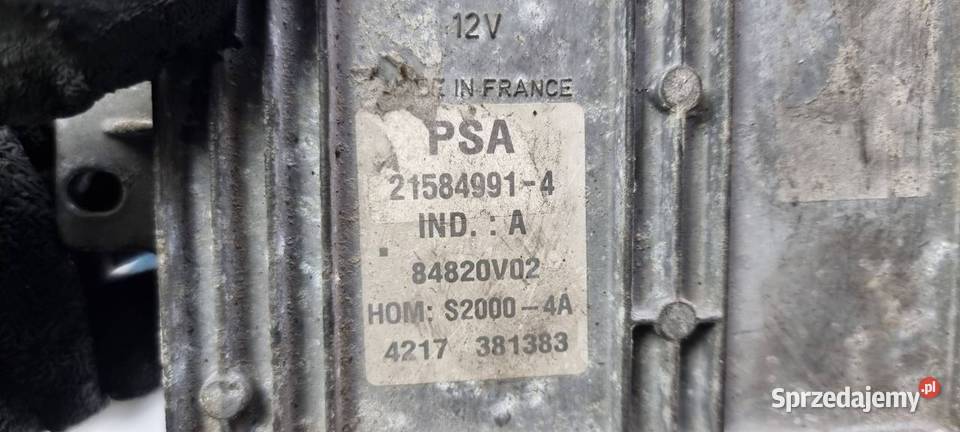 12V
IN FRANCE
PSA
21584991-4
IND. : A
84820V02
HOM: S2000-4A
4217 381383
Sprzedajemy.pl